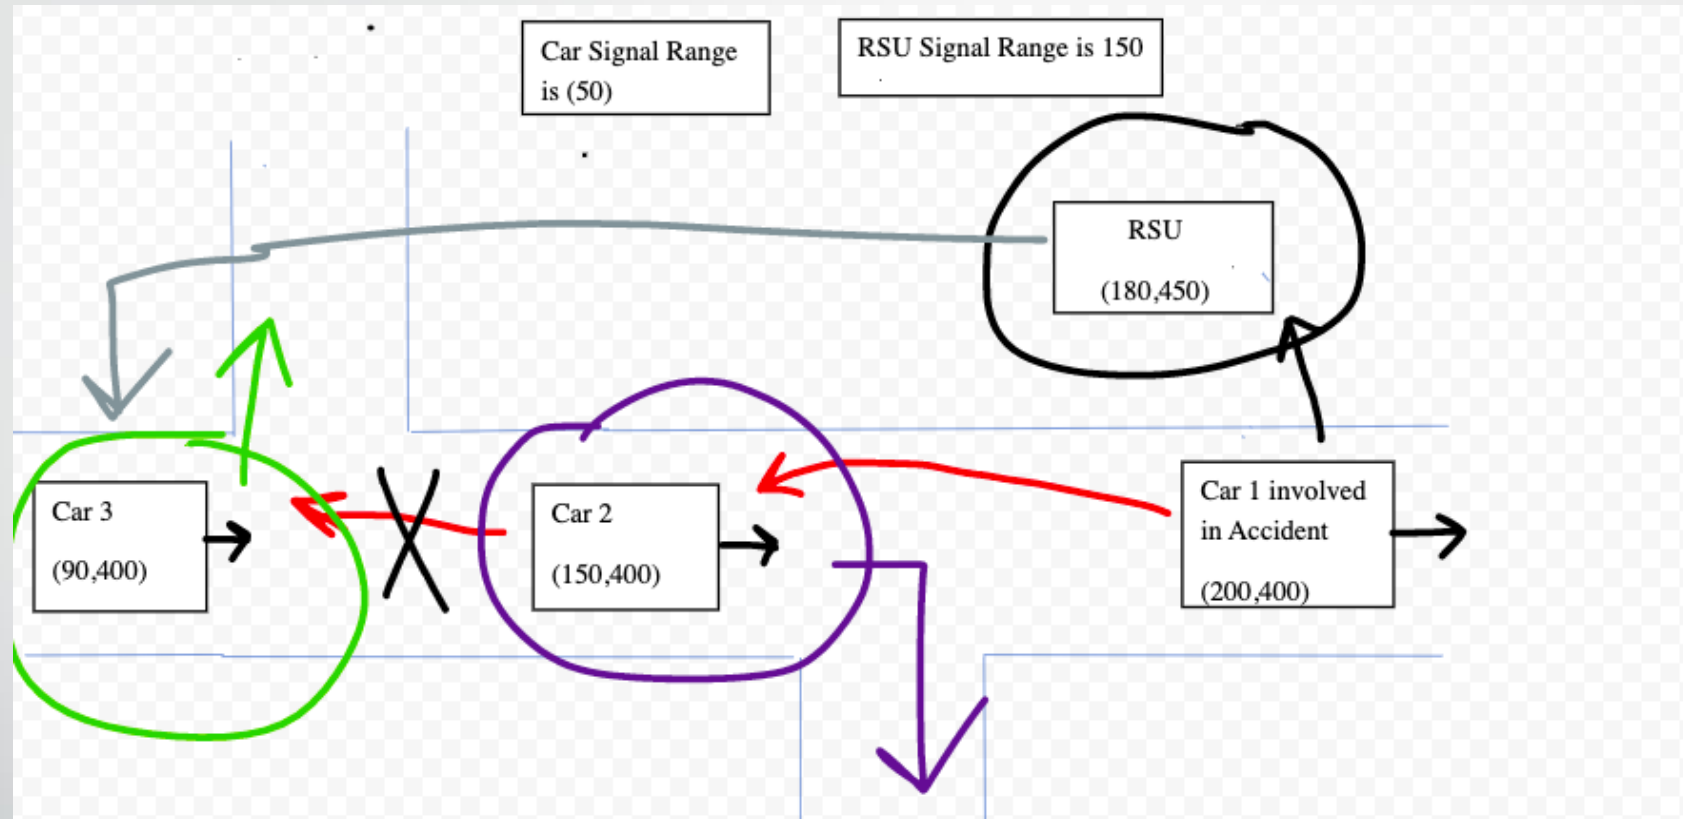 Car Signal Range
is (50)
RSU Signal Range is 150
RSU
(180,450)
Car 3
(90,400)
Car 2
(150,400)
Car 1 involved
in Accident
(200,400)